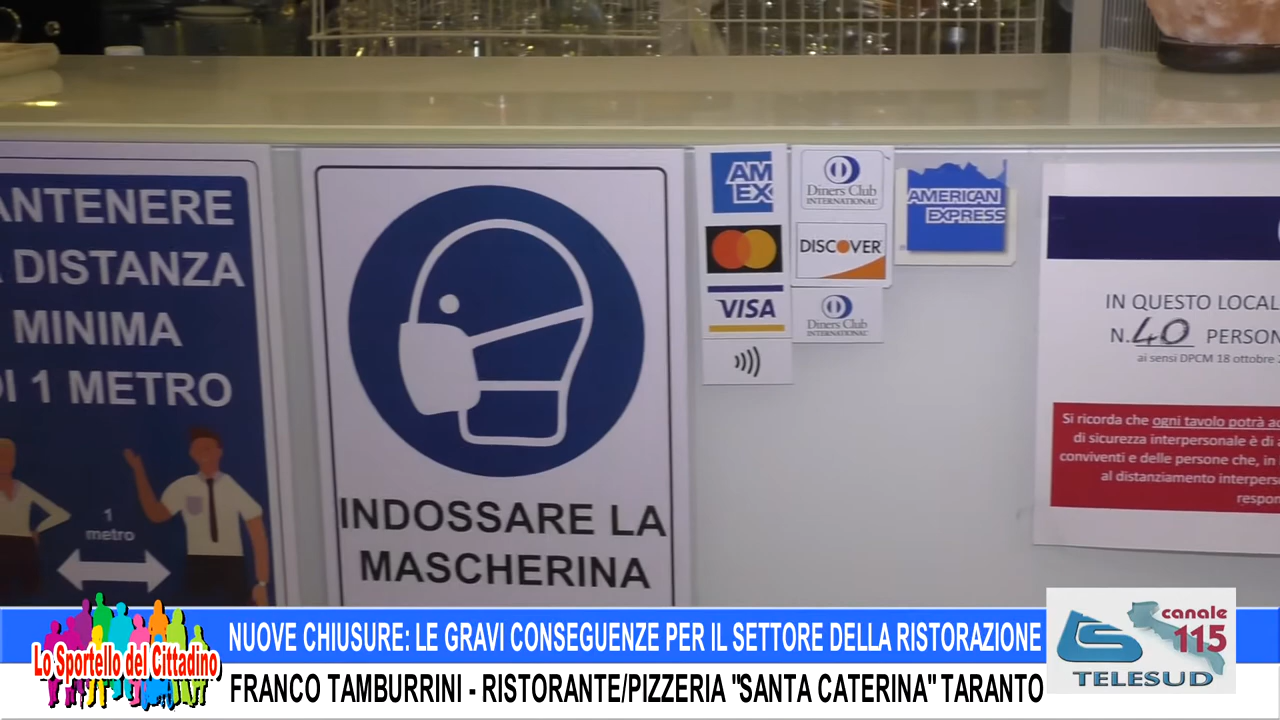 ANTENERE
A DISTANZA
MINIMA
DI 1 METRO
1
metro
INDOSSARE LA
MASCHERINA
AM
EX
VISA
Diners Club
INTERNATIONAL
DISCOVER
Diners Club
INTERNATIONAL
AMERICAN
EXPRESS
IN QUESTO LOCAL
N. 40 PERSON
ai sensi DPCM 18 ottobre 2
Si ricorda che ogni tavolo potrà ac
di sicurezza interpersonale è di
conviventi e delle persone che, in
al distanziamento interpers
respon
Lo Sportello del Cittadino
NUOVE CHIUSURE: LE GRAVI CONSEGUENZE PER IL SETTORE DELLA RISTORAZIONE
FRANCO TAMBURRINI - RISTORANTE/PIZZERIA "SANTA CATERINA" TARANTO
canale
115
TELESUD